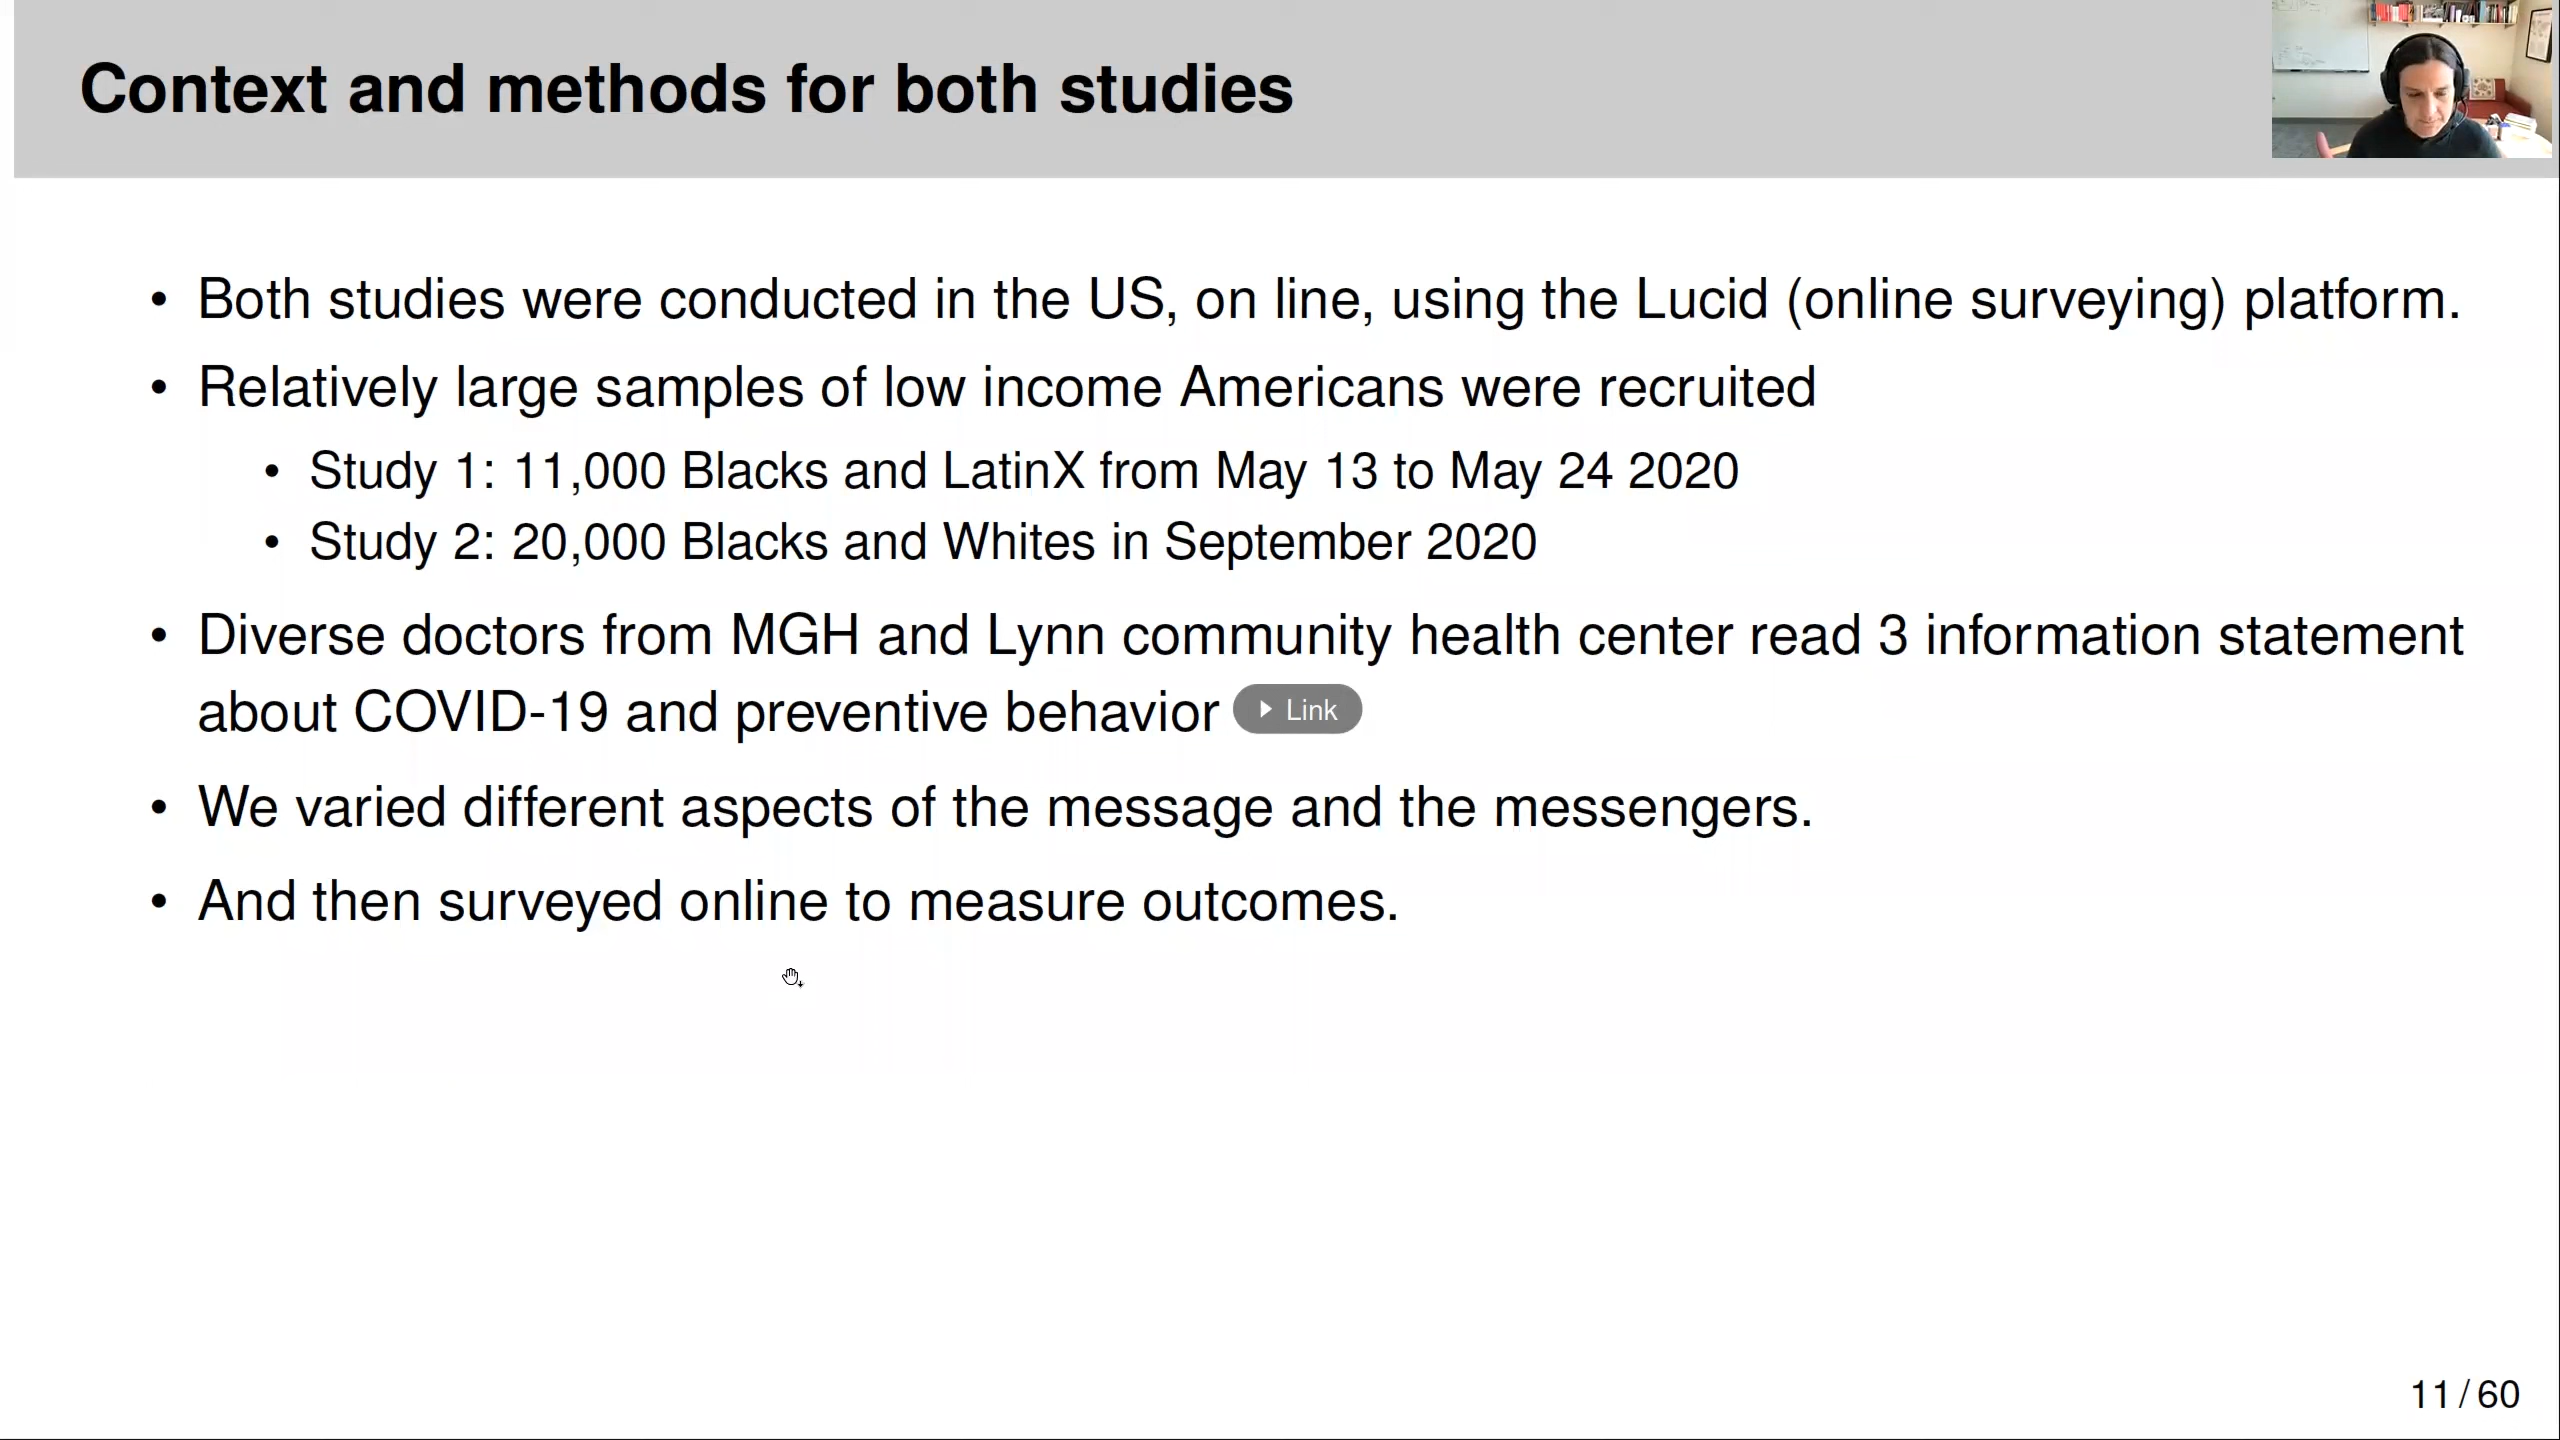 Context and methods for both studies
• Both studies were conducted in the US, on line, using the Lucid (online surveying) platform.
• Relatively large samples of low income Americans were recruited
• Study 1: 11,000 Blacks and LatinX from May 13 to May 24 2020
• Study 2: 20,000 Blacks and Whites in September 2020
• Diverse doctors from MGH and Lynn community health center read 3 information statement
about COVID-19 and preventive behavior Link
• We varied different aspects of the message and the messengers.
• And then surveyed online to measure outcomes.
11 / 60